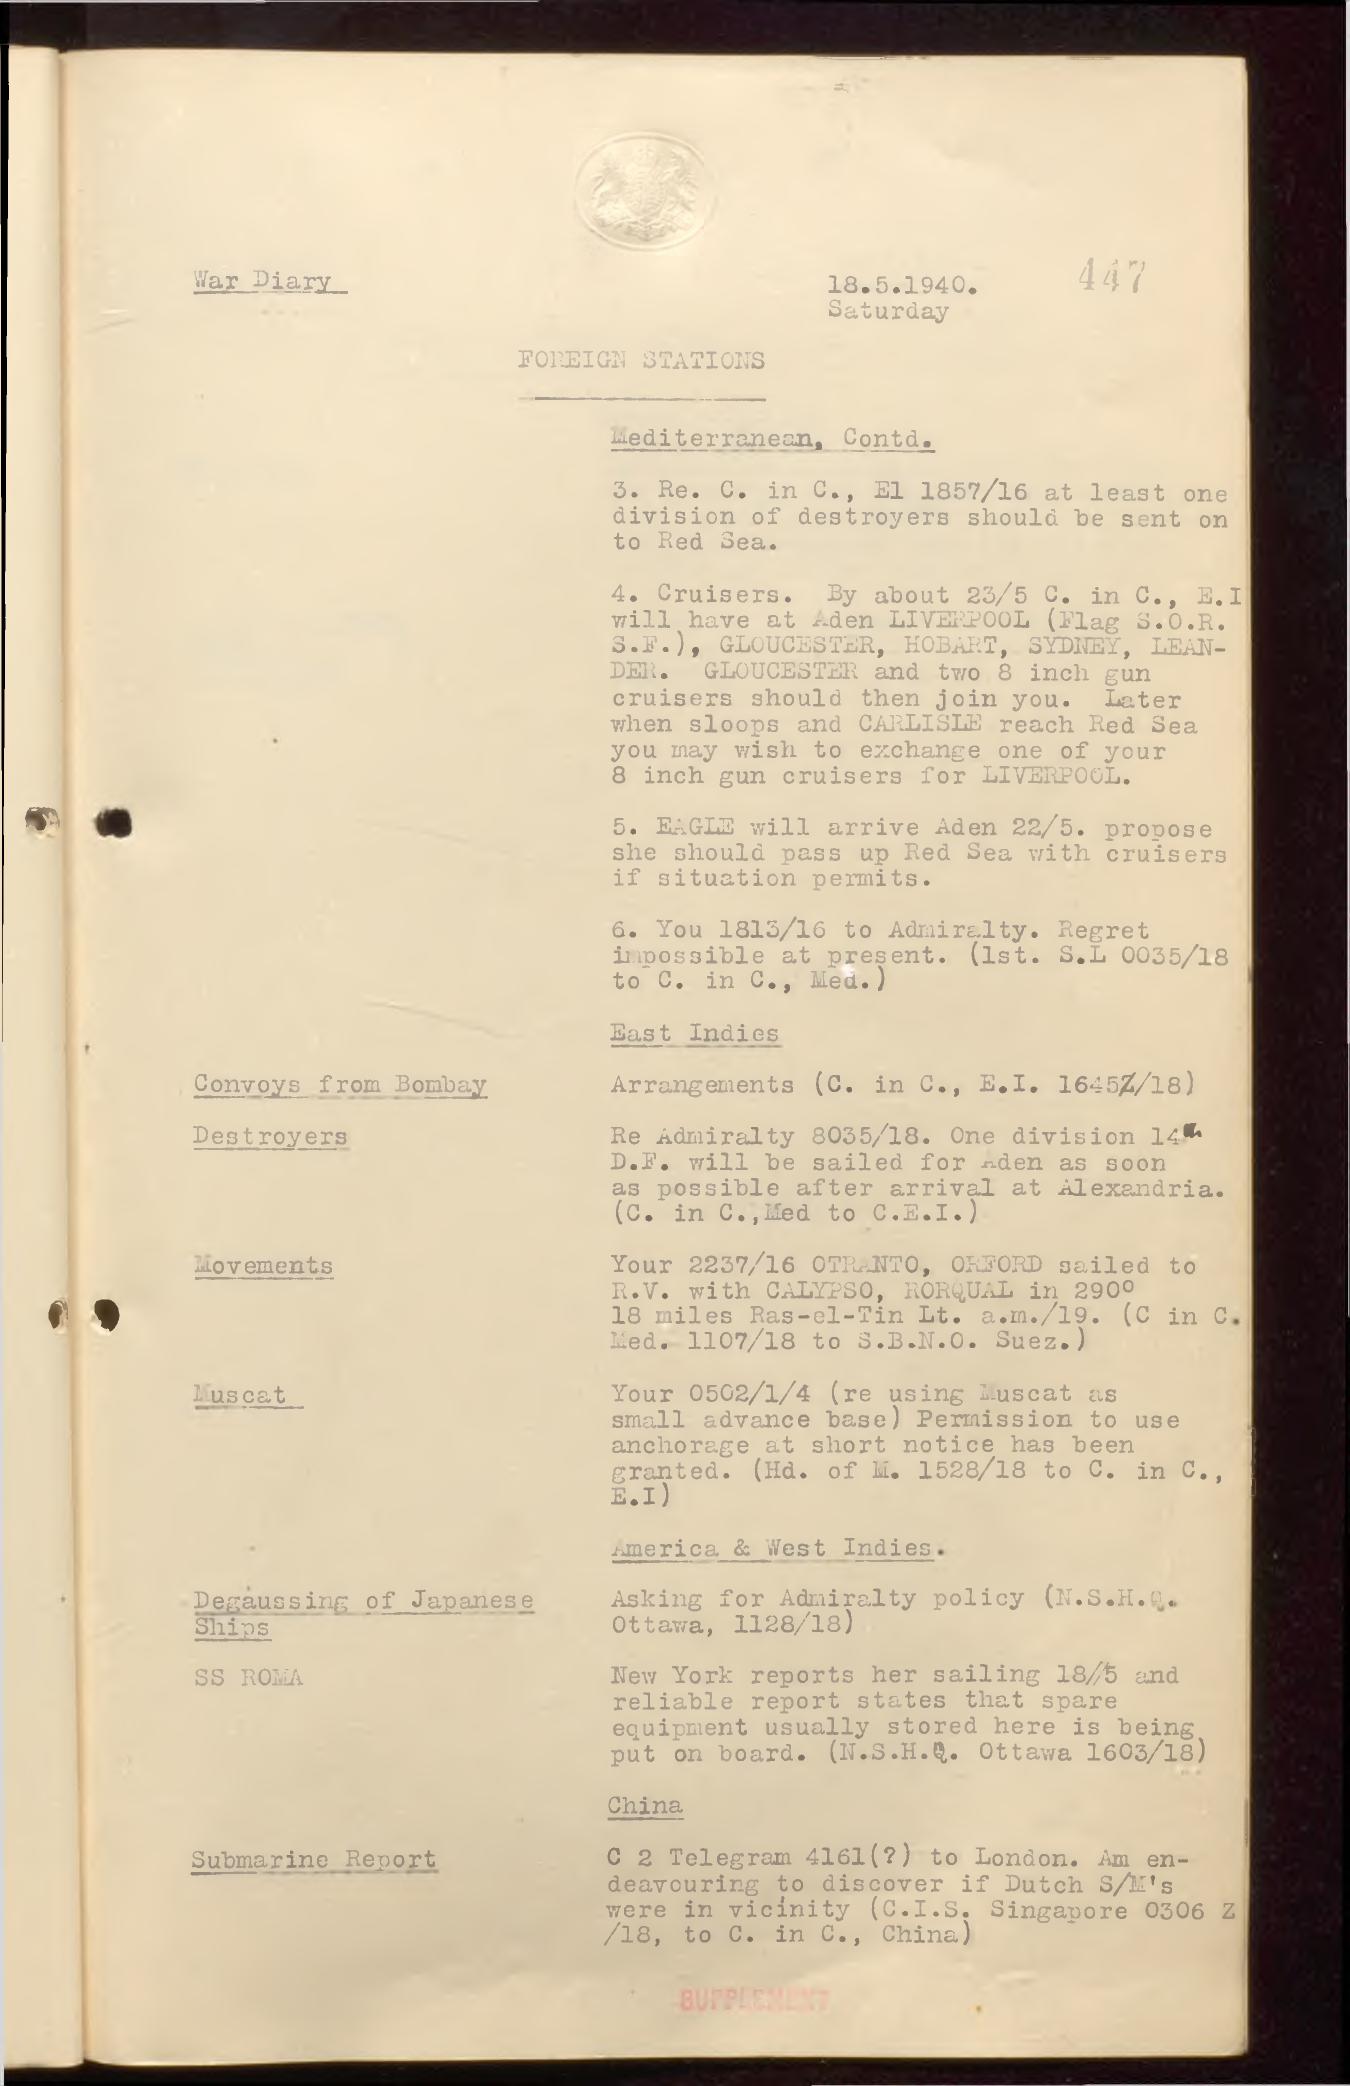 War Diary
18.5.1940.
447
Saturday
FOREIGN STATIONS
Mediterranean, Contd.
3. Re. C. in C., El 1857/16 at least one
division of destroyers should be sent on
to Red Sea.
4. Cruisers. By about 23/5 C. in C., E.I
will have at Aden LIVERPOOL (Flag S.O.R.
S.F.), GLOUCESTER, HOBART, SYDNEY, LEAN-
DER. GLOUCESTER and two 8 inch gun
cruisers should then join you. Later
when sloops and CARLISLE reach Red Sea
you may wish to exchange one of your
8 inch gun cruisers for LIVERPOOL.
5. EAGLE will arrive Aden 22/5. propose
she should pass up Red Sea with cruisers
if situation permits.
6. You 1813/16 to Admiralty. Regret
impossible at present. (1st. S.L 0035/18
to C. in C., Med.)
East Indies
Convoys from Bombay
Arrangements (C. in C., E.I. 1645Z/18)
Destroyers
Re Admiralty 8035/18. One division 14th
D.F. will be sailed for Aden as soon
as possible after arrival at Alexandria.
(C. in C.,Med to C.E.I.)
Movements
Your 2237/16 OTRANTO, ORFORD sailed to
R.V. with CALYPSO, RORQUAL in 290º
18 miles Ras-el-Tin Lt. a.m./19. (C in C.
Med. 1107/18 to S.B.N.O. Suez.)
Muscat
Your 0502/1/4 (re using Muscat as
small advance base) Permission to use
anchorage at short notice has been
granted. (Hd. of M. 1528/18 to C. in C.,
E.I)
America & West Indies.
Degaussing of Japanese
Ships
Asking for Admiralty policy (N.S.H.Q.
Ottawa, 1128/18)
SS ROMA
New York reports her sailing 18/5 and
reliable report states that spare
equipment usually stored here is being
put on board. (N.S.H.Q. Ottawa 1603/18)
China
Submarine Report
C 2 Telegram 4161(?) to London. Am en-
deavouring to discover if Dutch S/M's
were in vicinity (C.I.S. Singapore 0306 Z
/18, to C. in C., China)
SUPPLEMENT